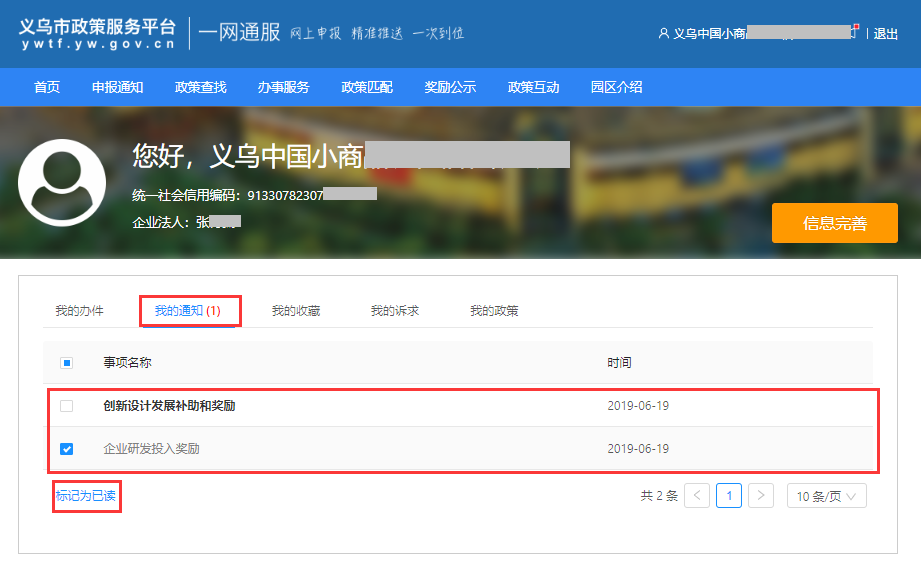 义乌市政策服务平台
ywtf.yw.gov.cn
一网通服 网上申报 精准推送 一次到位
义乌中国小商 退出
首页 申报通知 政策查找 办事服务 政策匹配 奖励公示 政策互动 园区介绍
您好，义乌中国小商
统一社会信用编码：91330782307
企业法人：张
信息完善
我的办件 我的通知 (1) 我的收藏 我的诉求 我的政策
事项名称 时间
创新设计发展补助和奖励 2019-06-19
企业研发投入奖励 2019-06-19
标记为已读 共 2 条 < 1 > 10 条/页